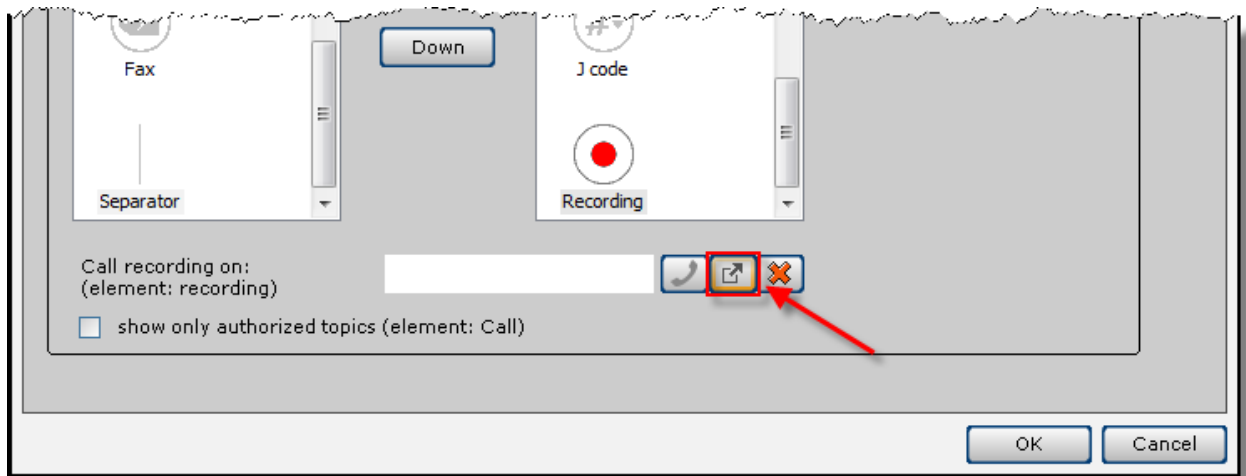 Down
Fax
J code
Separator
Recording
Call recording on:
(element: recording)
show only authorized topics (element: Call)
OK
Cancel